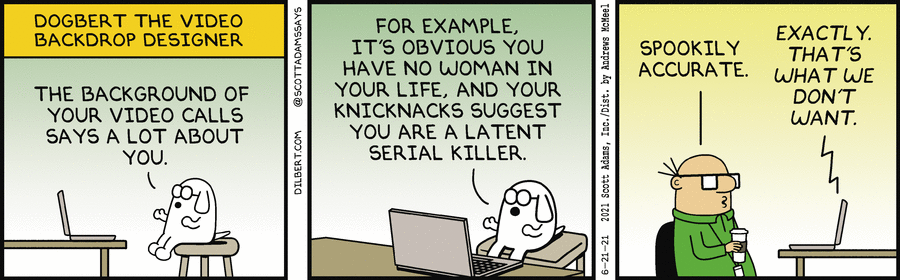 DOGBERT THE VIDEO
BACKDROP DESIGNER
THE BACKGROUND OF
YOUR VIDEO CALLS
SAYS A LOT ABOUT
YOU.
DILBERT.COM @SCOTTADAMSSAYS
FOR EXAMPLE,
IT'S OBVIOUS YOU
HAVE NO WOMAN IN
YOUR LIFE, AND YOUR
KNICKNACKS SUGGEST
YOU ARE A LATENT
SERIAL KILLER.
6-21-21 2021 Scott Adams, Inc./Dist. by Andrews McMeel
SPOOKILY
ACCURATE.
EXACTLY.
THAT'S
WHAT WE
DON'T
WANT.